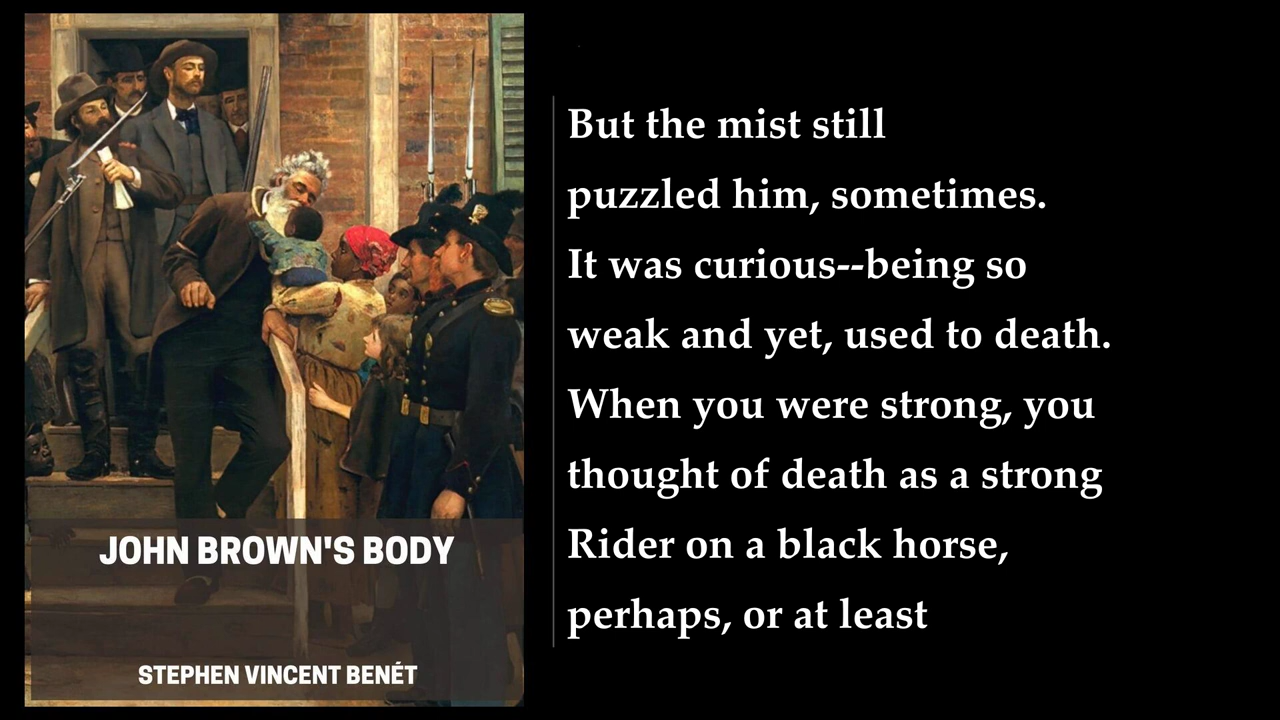 JOHN BROWN'S BODY
STEPHEN VINCENT BENÉT
But the mist still
puzzled him, sometimes.
It was curious--being so
weak and yet, used to death.
When you were strong, you
thought of death as a strong
Rider on a black horse,
perhaps, or at least